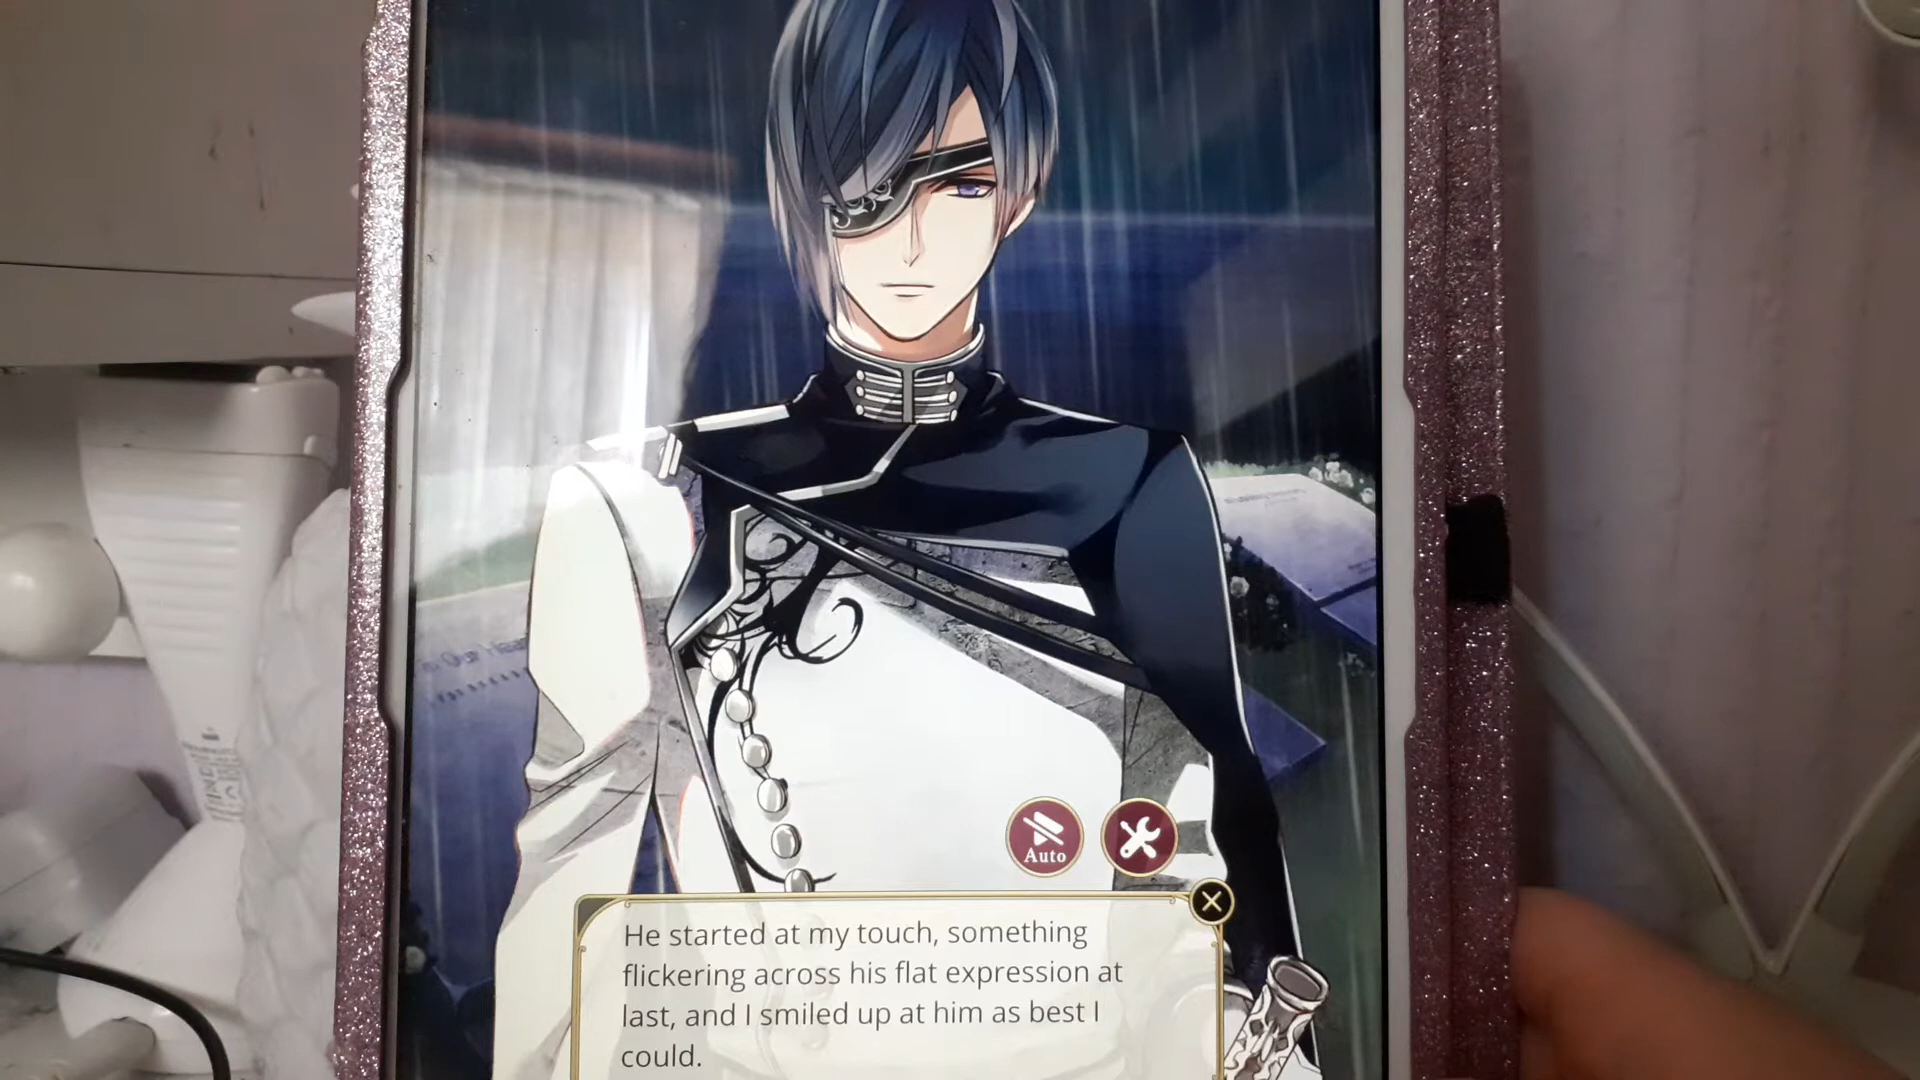 Auto
He started at my touch, something
flickering across his flat expression at
last, and I smiled up at him as best I
could.